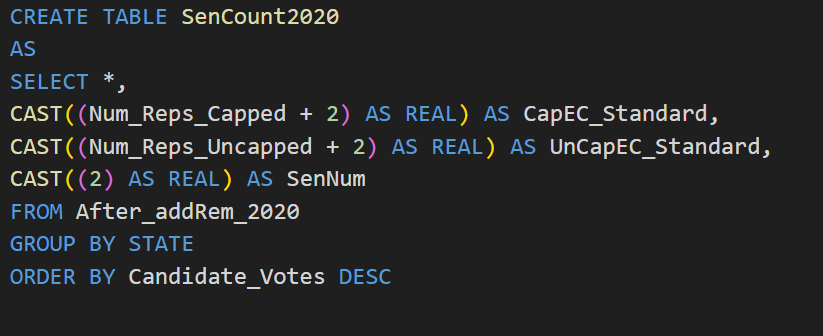 CREATE TABLE SenCount2020
AS
SELECT *,
CAST((Num_Reps_Capped + 2) AS REAL) AS CapEC_Standard,
CAST((Num_Reps_Uncapped + 2) AS REAL) AS UnCapEC_Standard,
CAST((2) AS REAL) AS SenNum
FROM After_addRem_2020
GROUP BY STATE
ORDER BY Candidate_Votes DESC